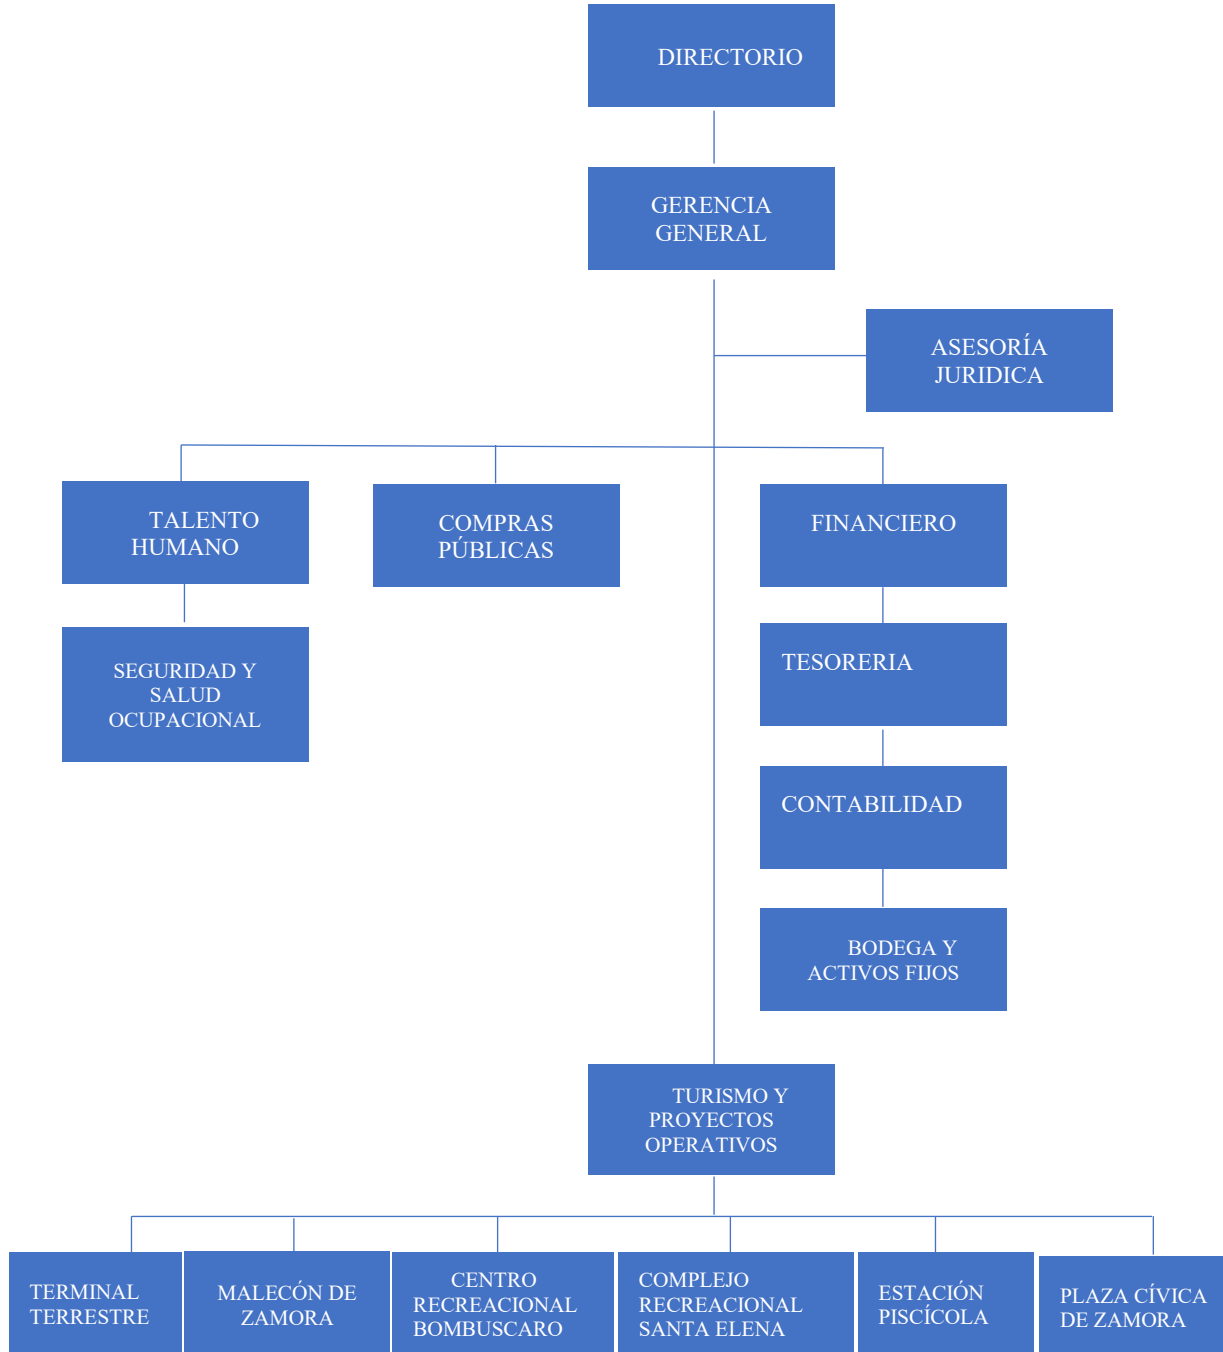 DIRECTORIO
GERENCIA
GENERAL
ASESORÍA
JURIDICA
TALENTO
HUMANO
COMPRAS
PÚBLICAS
FINANCIERO
SEGURIDAD Y
SALUD
OCUPACIONAL
TESORERIA
CONTABILIDAD
BODEGA Y
ACTIVOS FIJOS
TURISMO Y
PROYECTOS
OPERATIVOS
TERMINAL
TERRESTRE
MALECÓN DE
ZAMORA
CENTRO
RECREACIONAL
BOMBUSCARO
COMPLEJO
RECREACIONAL
SANTA ELENA
ESTACIÓN
PISCÍCOLA
PLAZA CÍVICA
DE ZAMORA